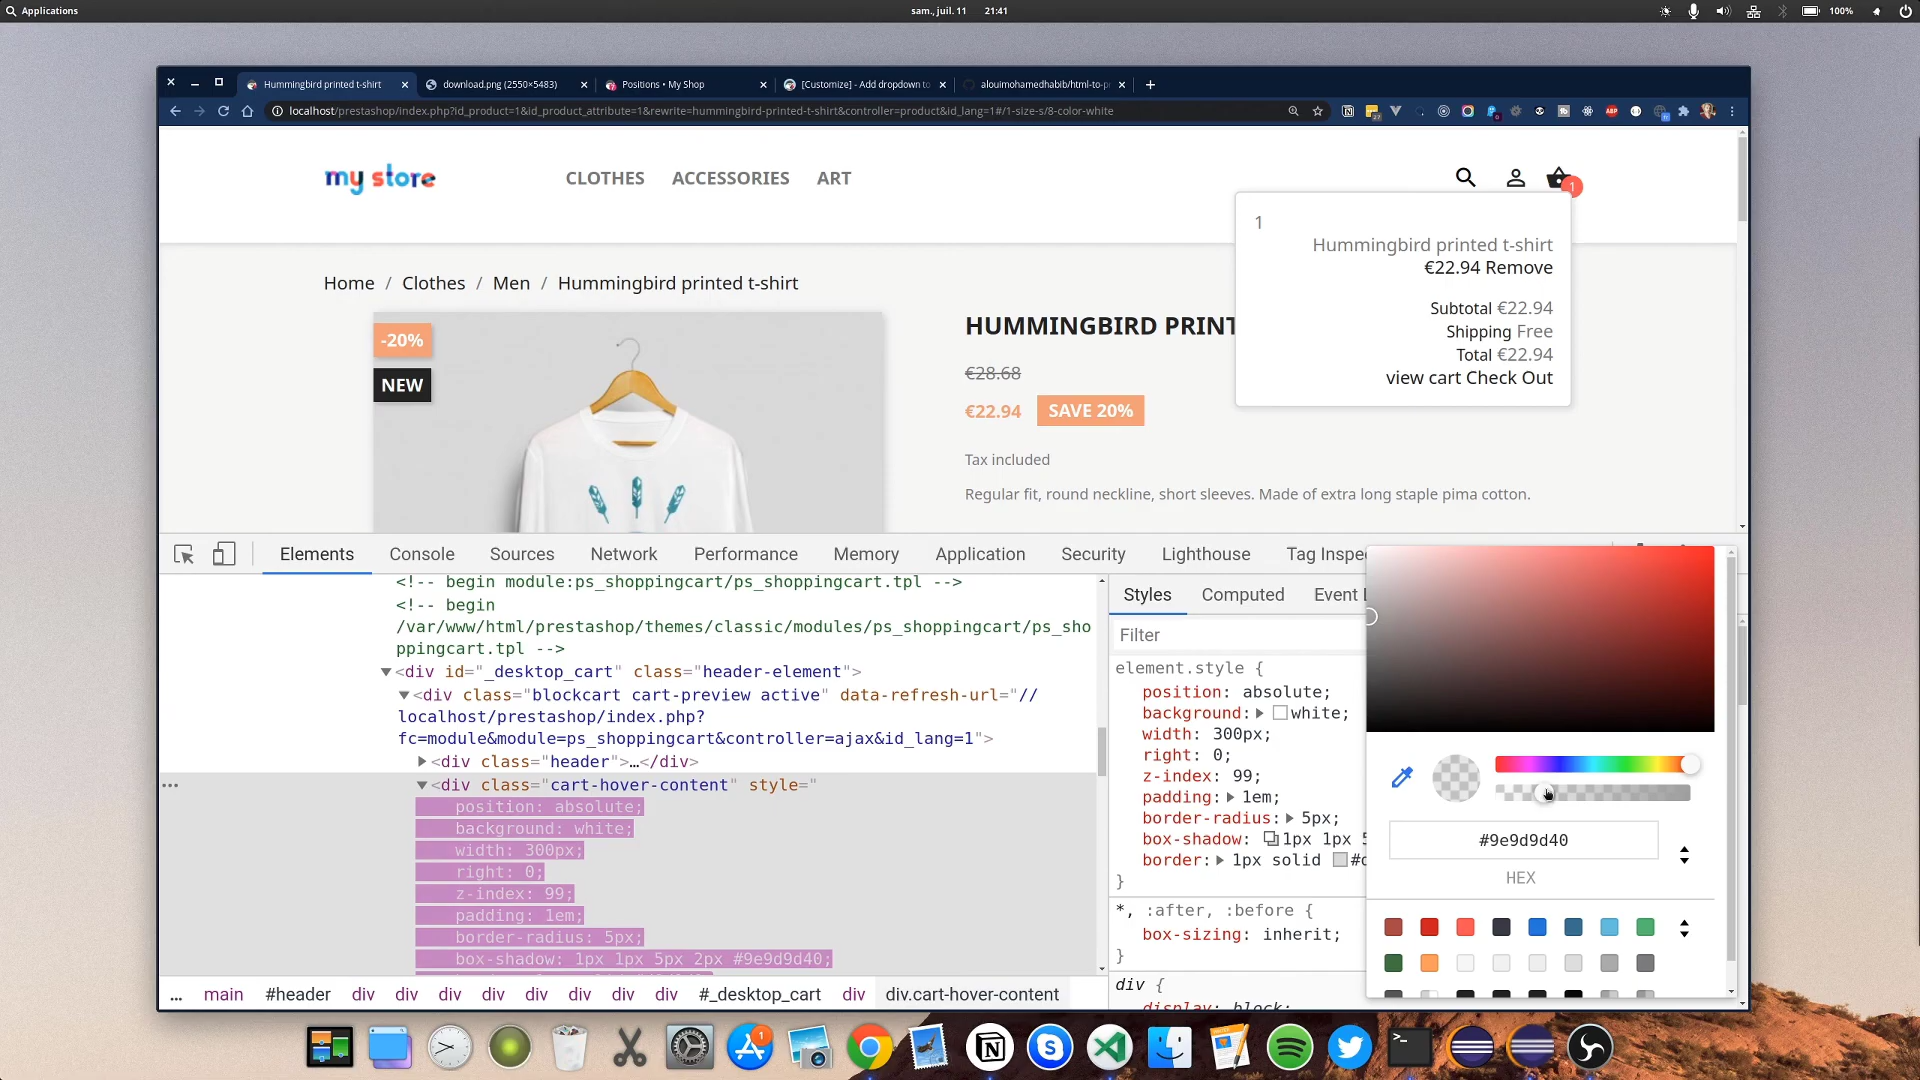 Applications
sam., juil. 11 21:41
100%
Hummingbird printed t-shirt
download.png (2550×5483)
Positions • My Shop
[Customize] - Add dropdown to
alouimohamedhabib/html-to-pr
localhost/prestashop/index.php?id_product=1&id_product_attribute=1&rewrite=hummingbird-printed-t-shirt&controller=product&id_lang=1#/1-size-s/8-color-white
my store
CLOTHES ACCESSORIES ART
1
1
Hummingbird printed t-shirt
€22.94 Remove
Subtotal €22.94
Shipping Free
Total €22.94
view cart Check Out
Home / Clothes / Men / Hummingbird printed t-shirt
-20%
NEW
HUMMINGBIRD PRINT
€28.68
€22.94 SAVE 20%
Tax included
Regular fit, round neckline, short sleeves. Made of extra long staple pima cotton.
Elements Console Sources Network Performance Memory Application Security Lighthouse Tag Inspe
<!-- begin module:ps_shoppingcart/ps_shoppingcart.tpl -->
<!-- begin
/var/www/html/prestashop/themes/classic/modules/ps_shoppingcart/ps_sho
ppingcart.tpl -->
<div id="_desktop_cart" class="header-element">
<div class="blockcart cart-preview active" data-refresh-url="//
localhost/prestashop/index.php?
fc=module&module=ps_shoppingcart&controller=ajax&id_lang=1">
<div class="header">…</div>
<div class="cart-hover-content" style="
position: absolute;
background: white;
width: 300px;
right: 0;
z-index: 99;
padding: 1em;
border-radius: 5px;
box-shadow: 1px 1px 5px 2px #9e9d9d40;
... main #header div div div div div div div div #_desktop_cart div div.cart-hover-content
Styles Computed Event
Filter
element.style {
position: absolute;
background: white;
width: 300px;
right: 0;
z-index: 99;
padding: 1em;
border-radius: 5px;
box-shadow: 1px 1px 5
border: 1px solid
}
*, :after, :before {
box-sizing: inherit;
}
div {
display: block;
#9e9d9d40
HEX